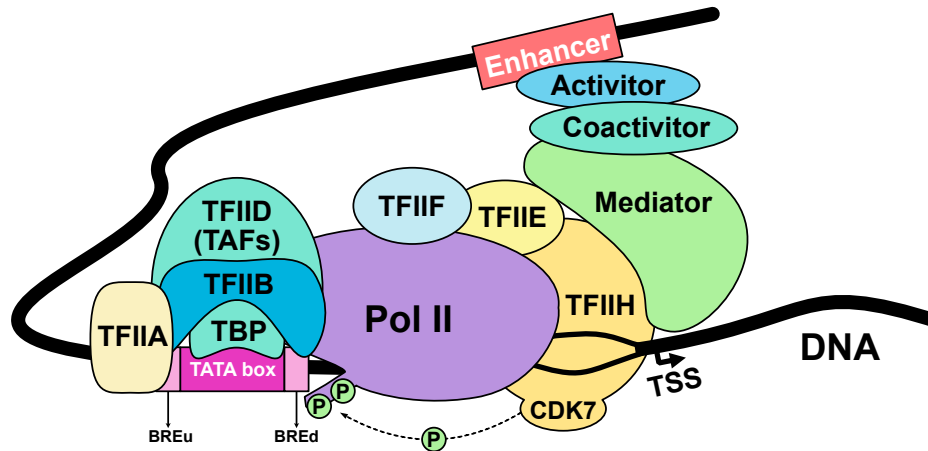 Enhancer
Activitor
Coactivitor
Mediator
TFIIF
TFIIE
TFIID
(TAFs)
TFIIB
TFIIA
TBP
TATA box
Pol II
TFIIH
DNA
TSS
CDK7
P
P
P
BREu
BREd